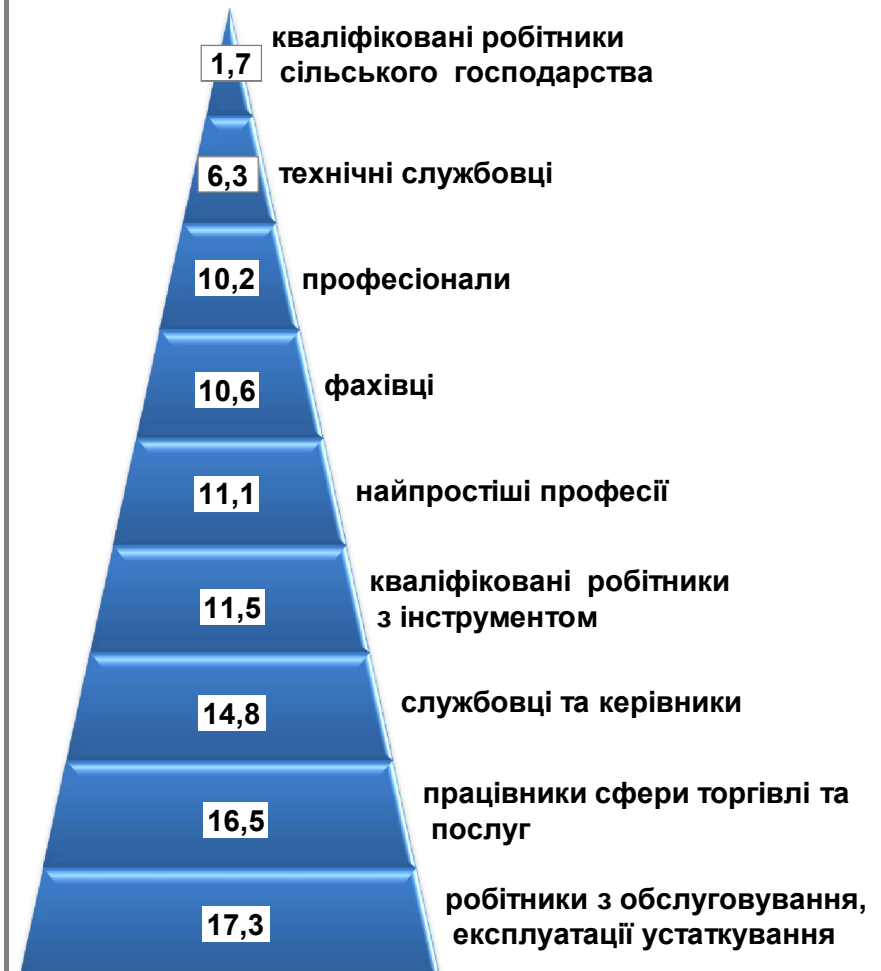 кваліфіковані робітники
1,7 сільського господарства
6,3 технічні службовці
10,2 професіонали
10,6 фахівці
11,1 найпростіші професії
кваліфіковані робітники
11,5 з інструментом
14,8 службовці та керівники
працівники сфери торгівлі та
16,5 послуг
робітники з обслуговування,
17,3 експлуатації устаткування